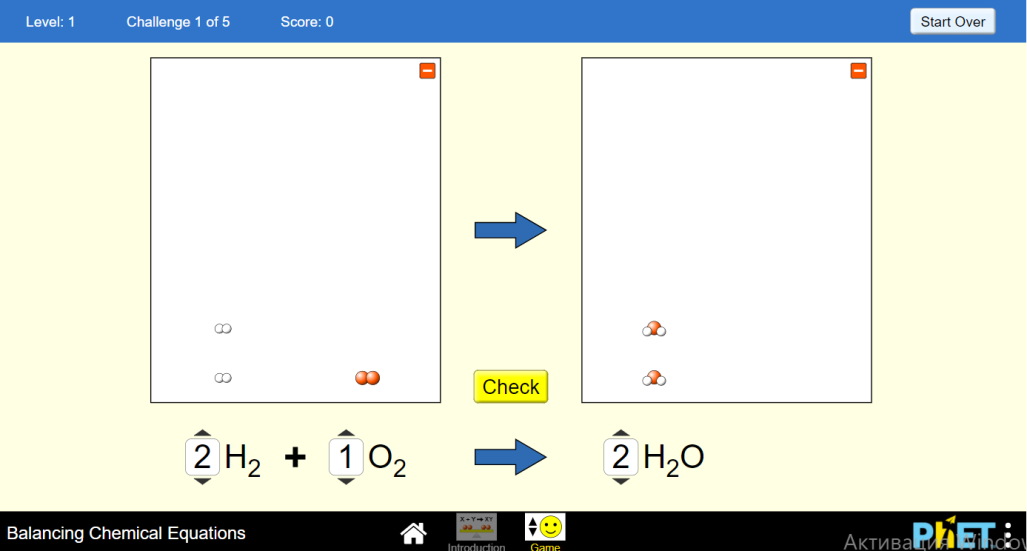 Level: 1 Challenge 1 of 5 Score: 0 Start Over
Check
2 H₂ + 1 O₂ 2 H₂O
Balancing Chemical Equations
X + Y → XY
Introduction
Game
PhET